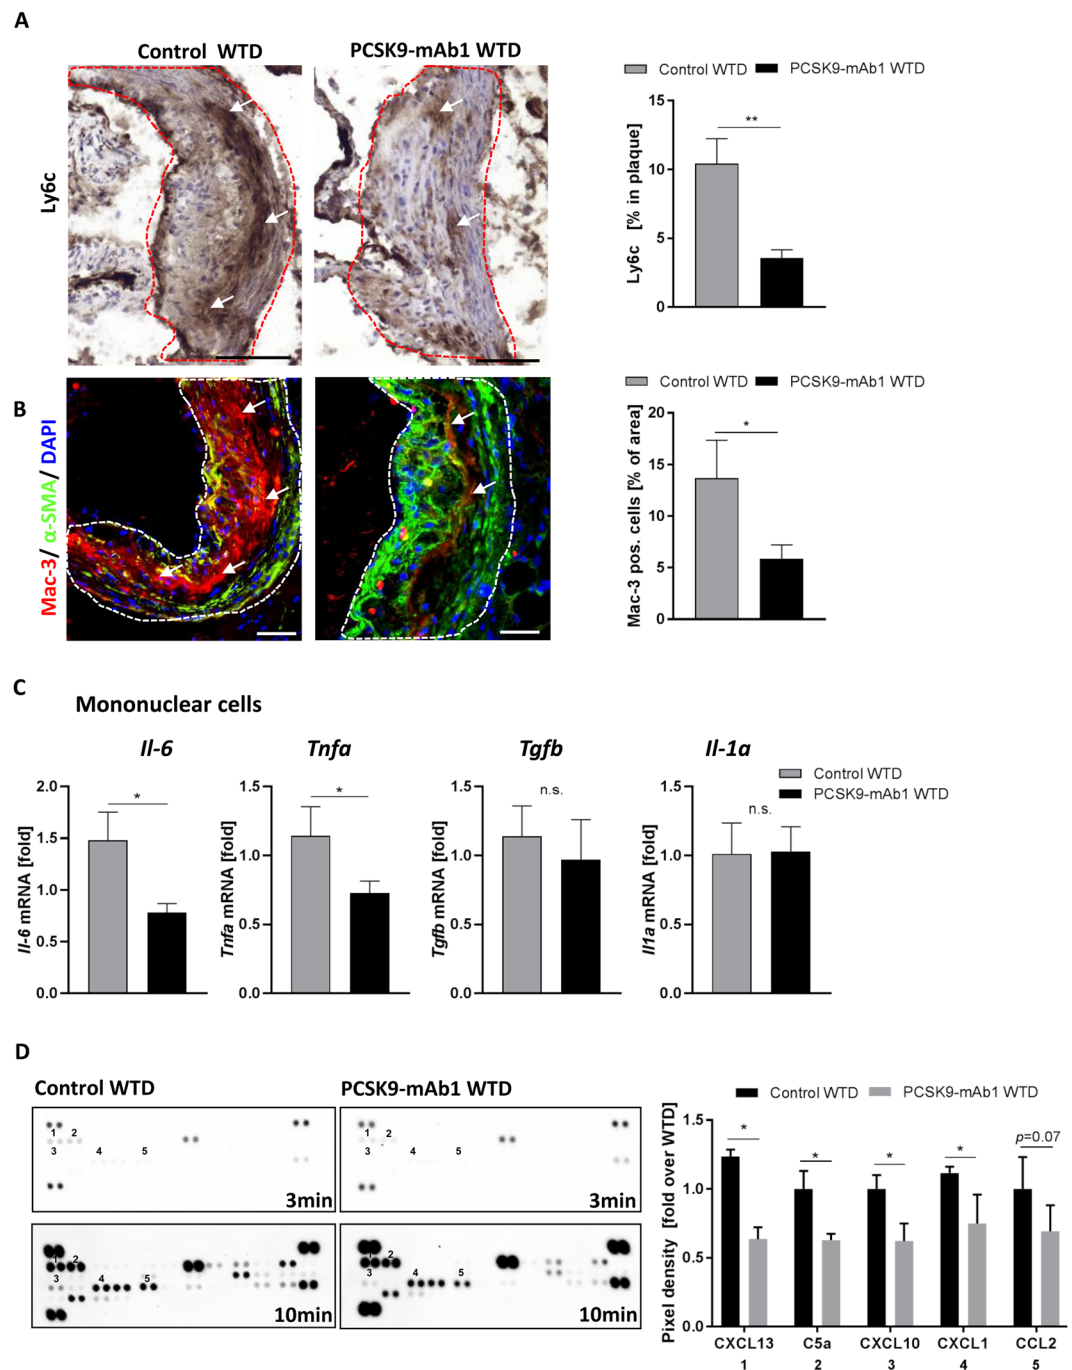 A
Control WTD
PCSK9-mAb1 WTD
Ly6c
Control WTD
PCSK9-mAb1 WTD
Ly6c [% in plaque]
15
10
5
0
**
B
Mac-3/ α-SMA/ DAPI
Control WTD
PCSK9-mAb1 WTD
Mac-3 pos. cells [% of area]
20
15
10
5
0
*
C
Mononuclear cells
Il-6
Tnfa
Tgfb
Il-1a
Control WTD
PCSK9-mAb1 WTD
Il-6 mRNA [fold]
2.0
1.5
1.0
0.5
0.0
*
Tnfa mRNA [fold]
1.5
1.0
0.5
0.0
*
Tgfb mRNA [fold]
1.5
1.0
0.5
0.0
n.s.
Il1a mRNA [fold]
1.5
1.0
0.5
0.0
n.s.
D
Control WTD
PCSK9-mAb1 WTD
1 2
3 4 5
3min
1 2
3 4 5
3min
1 2
3 4 5
10min
1 2
3 4 5
10min
Control WTD
PCSK9-mAb1 WTD
Pixel density [fold over WTD]
1.5
1.0
0.5
0.0
* * * * p=0.07
CXCL13 C5a CXCL10 CXCL1 CCL2
1 2 3 4 5